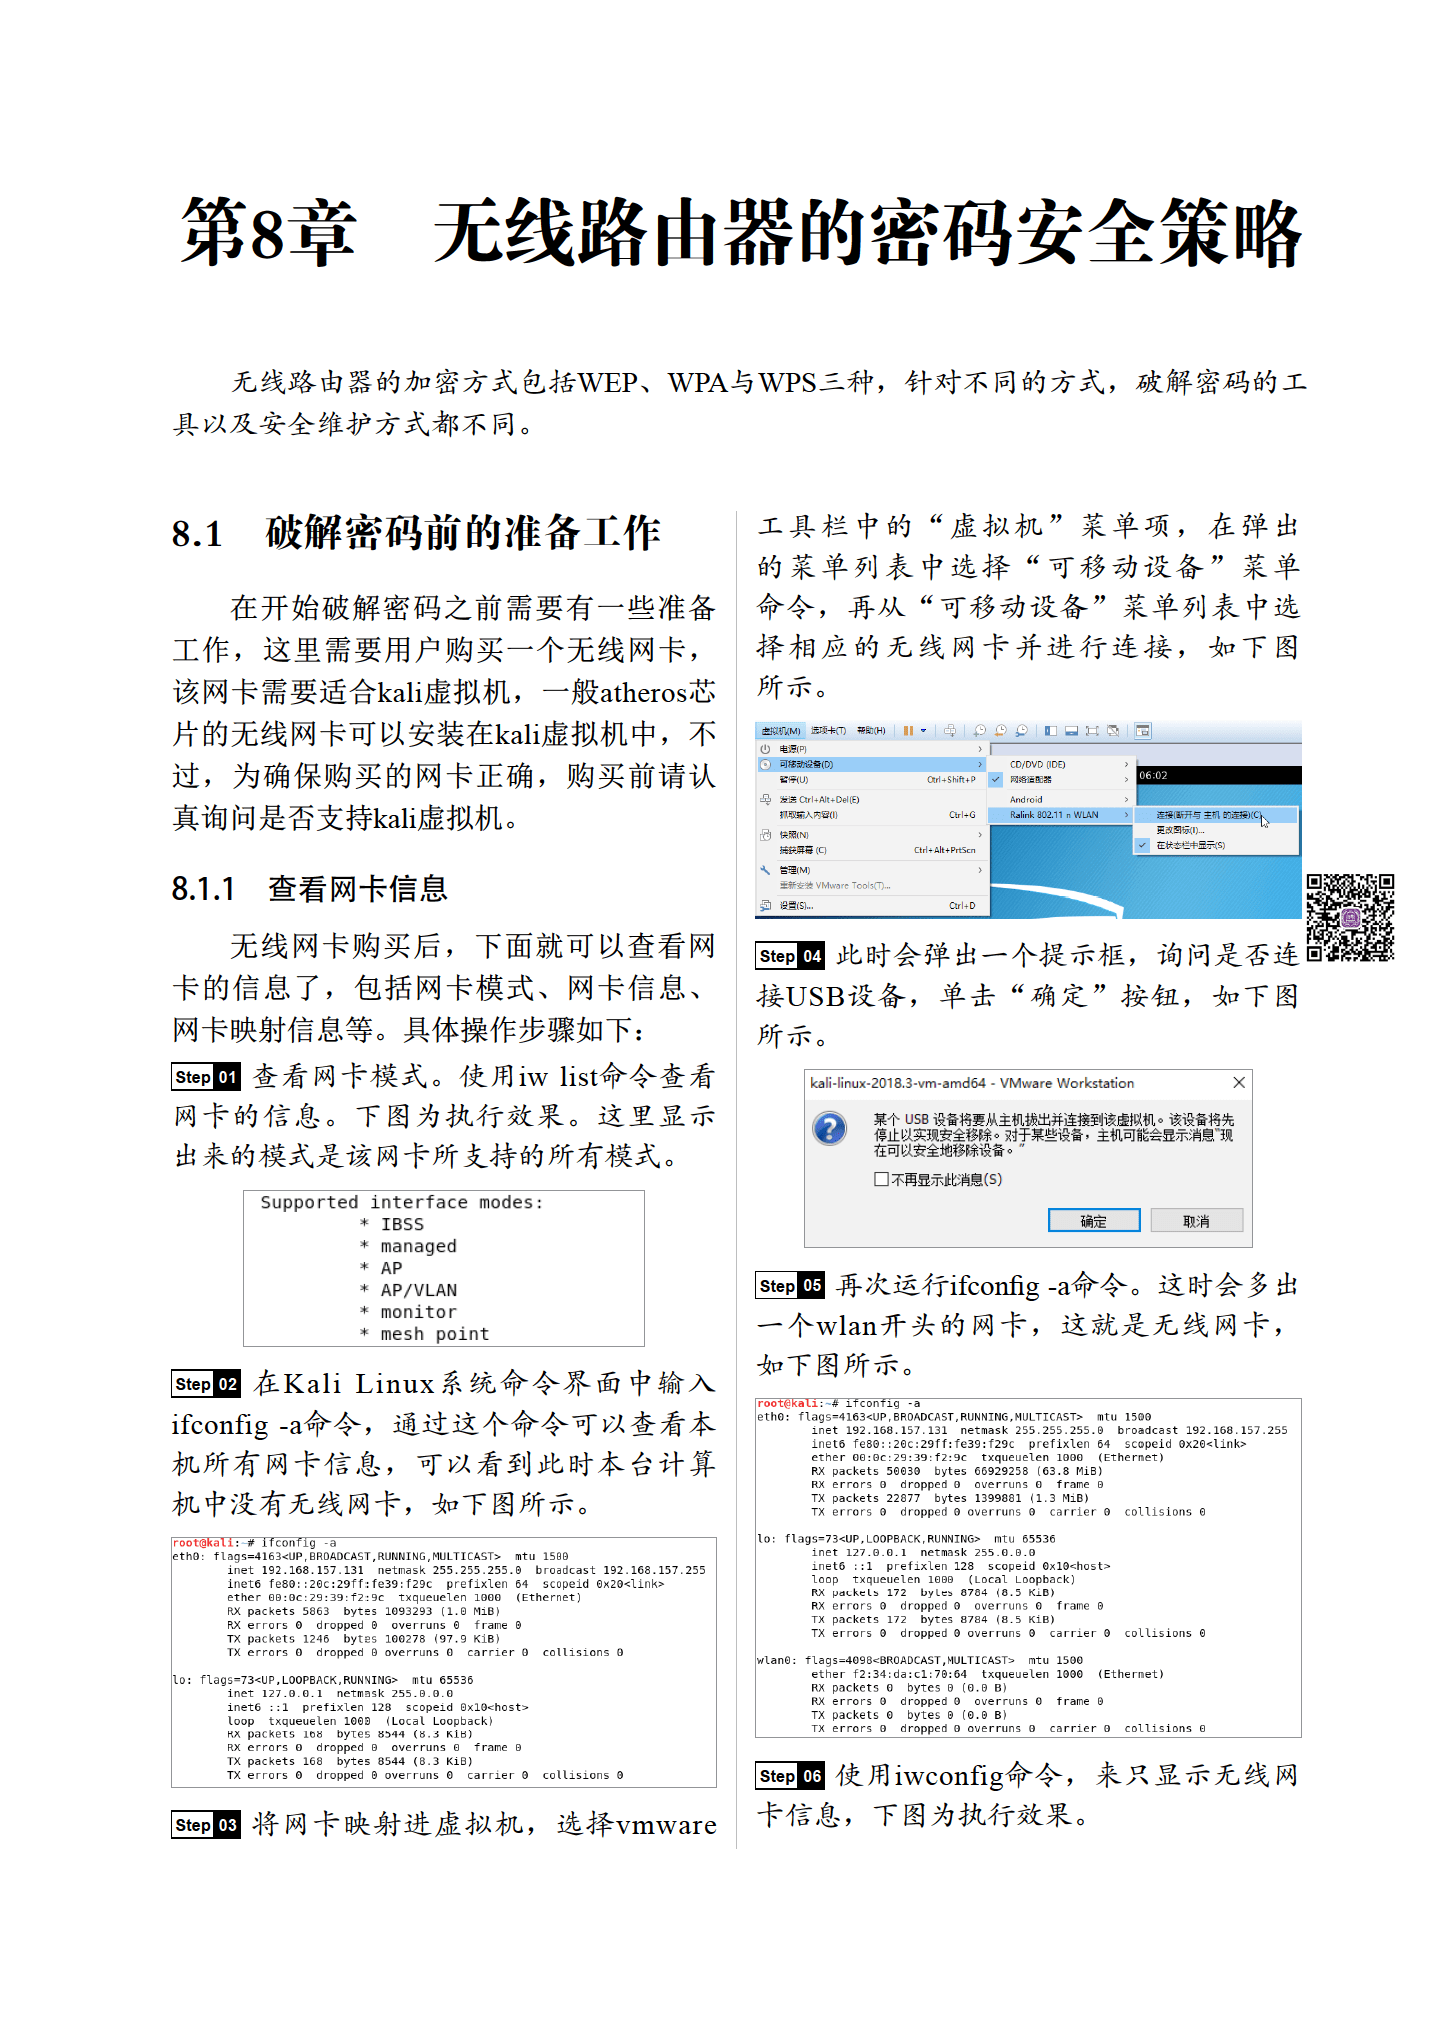 第8章 无线路由器的密码安全策略
无线路由器的加密方式包括WEP、WPA与WPS三种，针对不同的方式，破解密码的工
具以及安全维护方式都不同。
8.1 破解密码前的准备工作
在开始破解密码之前需要有一些准备
工作，这里需要用户购买一个无线网卡，
该网卡需要适合kali虚拟机，一般atheros芯
片的无线网卡可以安装在kali虚拟机中，不
过，为确保购买的网卡正确，购买前请认
真询问是否支持kali虚拟机。
8.1.1 查看网卡信息
无线网卡购买后，下面就可以查看网
卡的信息了，包括网卡模式、网卡信息、
网卡映射信息等。具体操作步骤如下：
Step 01 查看网卡模式。使用iw list命令查看
网卡的信息。下图为执行效果。这里显示
出来的模式是该网卡所支持的所有模式。
Supported interface modes:
* IBSS
* managed
* AP
* AP/VLAN
* monitor
* mesh point
Step 02 在Kali Linux系统命令界面中输入
ifconfig -a命令，通过这个命令可以查看本
机所有网卡信息，可以看到此时本台计算
机中没有无线网卡，如下图所示。
root@kali:~# ifconfig -a
eth0: flags=4163<UP,BROADCAST,RUNNING,MULTICAST> mtu 1500
inet 192.168.157.131 netmask 255.255.255.0 broadcast 192.168.157.255
inet6 fe80::20c:29ff:fe39:f29c prefixlen 64 scopeid 0x20<link>
ether 00:0c:29:39:f2:9c txqueuelen 1000 (Ethernet)
RX packets 5863 bytes 1093293 (1.0 MiB)
RX errors 0 dropped 0 overruns 0 frame 0
TX packets 1246 bytes 100278 (97.9 KiB)
TX errors 0 dropped 0 overruns 0 carrier 0 collisions 0
lo: flags=73<UP,LOOPBACK,RUNNING> mtu 65536
inet 127.0.0.1 netmask 255.0.0.0
inet6 ::1 prefixlen 128 scopeid 0x10<host>
loop txqueuelen 1000 (Local Loopback)
RX packets 168 bytes 8544 (8.3 KiB)
RX errors 0 dropped 0 overruns 0 frame 0
TX packets 168 bytes 8544 (8.3 KiB)
TX errors 0 dropped 0 overruns 0 carrier 0 collisions 0
Step 03 将网卡映射进虚拟机，选择vmware
工具栏中的“虚拟机”菜单项，在弹出
的菜单列表中选择“可移动设备”菜单
命令，再从“可移动设备”菜单列表中选
择相应的无线网卡并进行连接，如下图
所示。
虚拟机(M) 选项卡(T) 帮助(H)
电源(P)
可移动设备(D)
暂停(U) Ctrl+Shift+P
发送 Ctrl+Alt+Del(E)
抓取输入内容(I) Ctrl+G
快照(N)
捕获屏幕 (C) Ctrl+Alt+PrtScn
管理(M)
重新安装 VMware Tools(T)...
设置(S)... Ctrl+D
CD/DVD (IDE)
网络适配器
Android
Ralink 802.11 n WLAN
06:02
连接(断开与 主机 的连接)(C)
更改图标(I)...
在状态栏中显示(S)
Step 04 此时会弹出一个提示框，询问是否连
接USB设备，单击“确定”按钮，如下图
所示。
kali-linux-2018.3-vm-amd64 - VMware Workstation
某个 USB 设备将要从主机拔出并连接到该虚拟机。该设备将先
停止以实现安全移除。对于某些设备，主机可能会显示消息“现
在可以安全地移除设备。”
不再显示此消息(S)
确定 取消
Step 05 再次运行ifconfig -a命令。这时会多出
一个wlan开头的网卡，这就是无线网卡，
如下图所示。
root@kali:~# ifconfig -a
eth0: flags=4163<UP,BROADCAST,RUNNING,MULTICAST> mtu 1500
inet 192.168.157.131 netmask 255.255.255.0 broadcast 192.168.157.255
inet6 fe80::20c:29ff:fe39:f29c prefixlen 64 scopeid 0x20<link>
ether 00:0c:29:39:f2:9c txqueuelen 1000 (Ethernet)
RX packets 50030 bytes 66929258 (63.8 MiB)
RX errors 0 dropped 0 overruns 0 frame 0
TX packets 22877 bytes 1399881 (1.3 MiB)
TX errors 0 dropped 0 overruns 0 carrier 0 collisions 0
lo: flags=73<UP,LOOPBACK,RUNNING> mtu 65536
inet 127.0.0.1 netmask 255.0.0.0
inet6 ::1 prefixlen 128 scopeid 0x10<host>
loop txqueuelen 1000 (Local Loopback)
RX packets 172 bytes 8784 (8.5 KiB)
RX errors 0 dropped 0 overruns 0 frame 0
TX packets 172 bytes 8784 (8.5 KiB)
TX errors 0 dropped 0 overruns 0 carrier 0 collisions 0
wlan0: flags=4098<BROADCAST,MULTICAST> mtu 1500
ether f2:34:da:c1:70:64 txqueuelen 1000 (Ethernet)
RX packets 0 bytes 0 (0.0 B)
RX errors 0 dropped 0 overruns 0 frame 0
TX packets 0 bytes 0 (0.0 B)
TX errors 0 dropped 0 overruns 0 carrier 0 collisions 0
Step 06 使用iwconfig命令，来只显示无线网
卡信息，下图为执行效果。